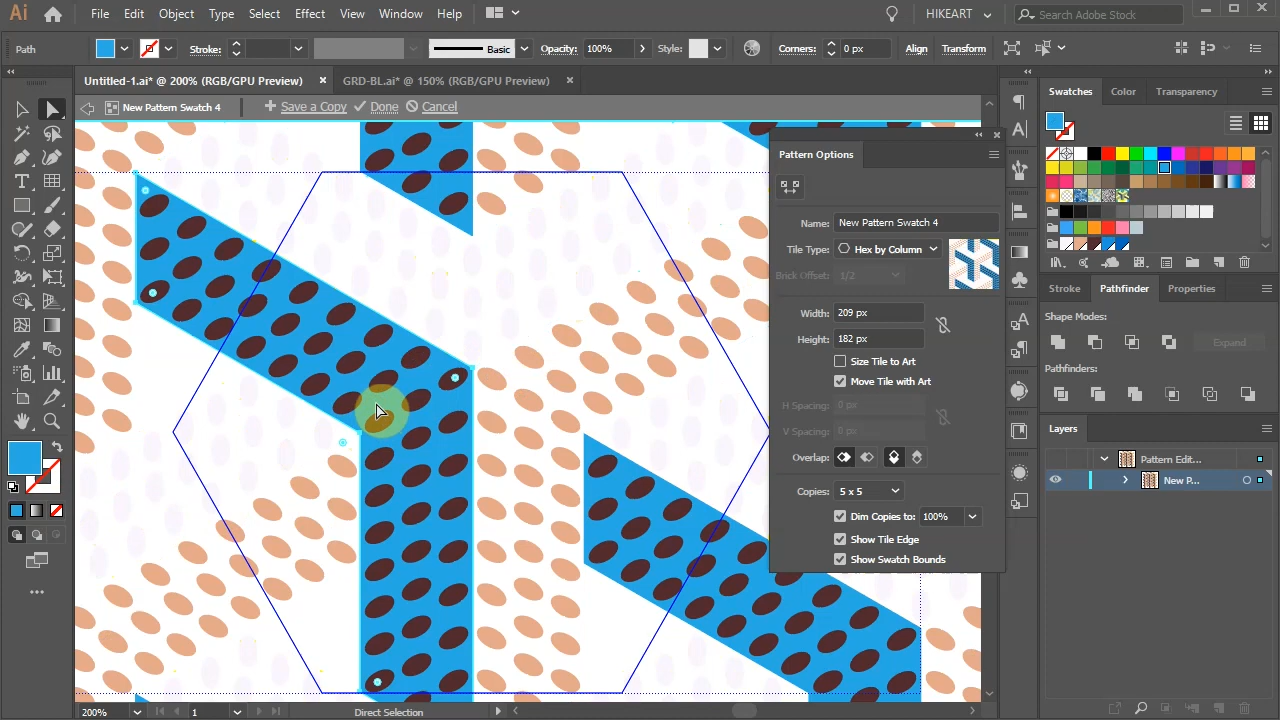 Ai File Edit Object Type Select Effect View Window Help HIKEART Search Adobe Stock
Path Stroke: Basic Opacity: 100% Style: Corners: 0 px Align Transform
Untitled-1.ai* @ 200% (RGB/GPU Preview) × GRD-BL.ai* @ 150% (RGB/GPU Preview) ×
New Pattern Swatch 4 Save a Copy Done Cancel
Pattern Options
Name: New Pattern Swatch 4
Tile Type: Hex by Column
Brick Offset: 1/2
Width: 209 px
Height: 182 px
Size Tile to Art
Move Tile with Art
H Spacing: 0 px
V Spacing: 0 px
Overlap:
Copies: 5 x 5
Dim Copies to: 100%
Show Tile Edge
Show Swatch Bounds
Swatches Color Transparency
Stroke Pathfinder Properties
Shape Modes:
Expand
Pathfinders:
Layers
Pattern Edit...
New P...
200% 1 Direct Selection